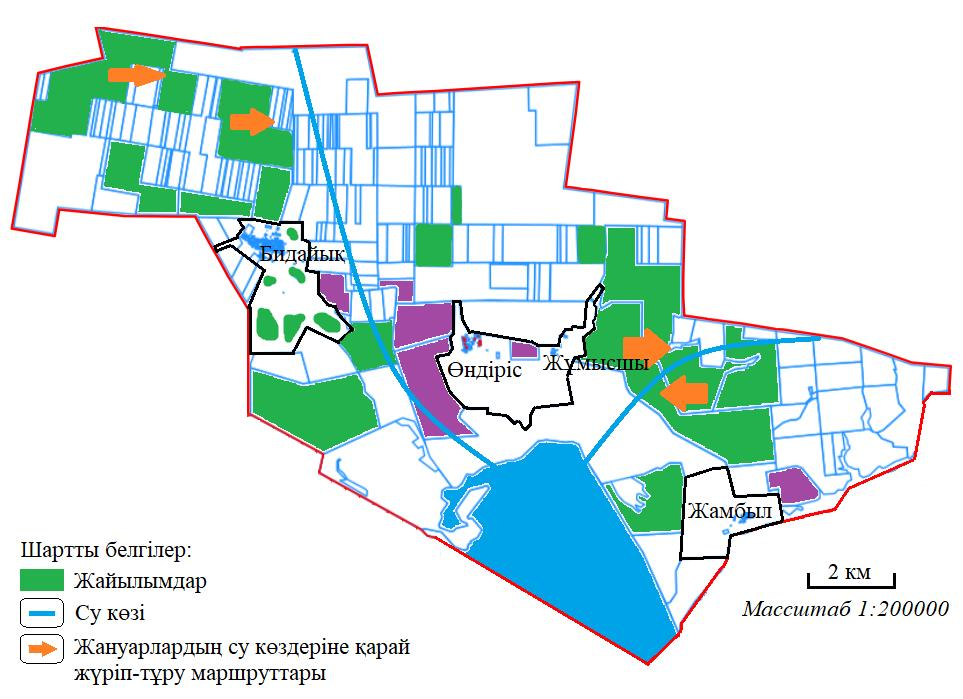 Бидайық
Өндіріс
Жұмысшы
Жамбыл
Шартты белгілер:
Жайылымдар
Су көзі
Жануарлардың су көздеріне қарай
жүріп-тұру маршруттары
2 км
Масштаб 1:200000